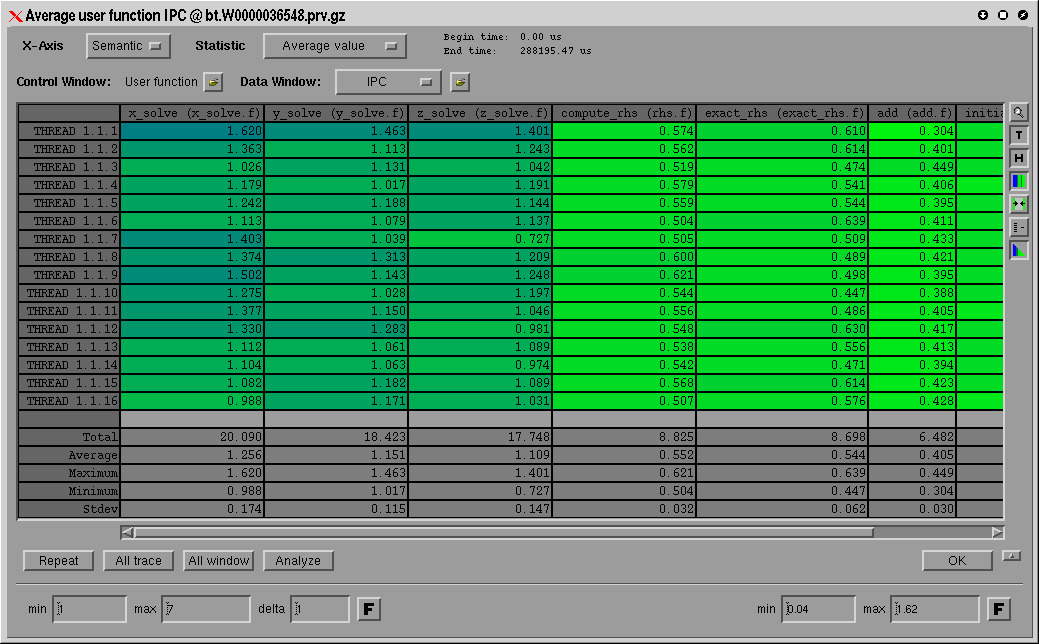 Average user function IPC @ bt.W0000036548.prv.gz
X-Axis Semantic Statistic Average value Begin time: 0.00 us
End time: 288195.47 us
Control Window: User function Data Window: IPC
x_solve (x_solve.f) y_solve (y_solve.f) z_solve (z_solve.f) compute_rhs (rhs.f) exact_rhs (exact_rhs.f) add (add.f) initia
THREAD 1.1.1 1.620 1.463 1.401 0.574 0.610 0.304
THREAD 1.1.2 1.363 1.113 1.243 0.562 0.614 0.401
THREAD 1.1.3 1.026 1.131 1.042 0.519 0.474 0.449
THREAD 1.1.4 1.179 1.017 1.191 0.579 0.541 0.406
THREAD 1.1.5 1.242 1.188 1.144 0.559 0.544 0.395
THREAD 1.1.6 1.113 1.079 1.137 0.504 0.639 0.411
THREAD 1.1.7 1.403 1.039 0.727 0.505 0.509 0.433
THREAD 1.1.8 1.374 1.313 1.209 0.600 0.489 0.421
THREAD 1.1.9 1.502 1.143 1.248 0.621 0.498 0.395
THREAD 1.1.10 1.275 1.028 1.197 0.544 0.447 0.388
THREAD 1.1.11 1.377 1.150 1.046 0.556 0.486 0.405
THREAD 1.1.12 1.330 1.283 0.981 0.548 0.630 0.417
THREAD 1.1.13 1.112 1.061 1.089 0.538 0.556 0.413
THREAD 1.1.14 1.104 1.063 0.974 0.542 0.471 0.394
THREAD 1.1.15 1.082 1.182 1.089 0.568 0.614 0.423
THREAD 1.1.16 0.988 1.171 1.031 0.507 0.576 0.428
Total 20.090 18.423 17.748 8.825 8.698 6.482
Average 1.256 1.151 1.109 0.552 0.544 0.405
Maximum 1.620 1.463 1.401 0.621 0.639 0.449
Minimum 0.988 1.017 0.727 0.504 0.447 0.304
Stdev 0.174 0.115 0.147 0.032 0.062 0.030
T
H
Repeat All trace All window Analyze OK
min 1 max 7 delta 1 F min 0.04 max 1.62 F